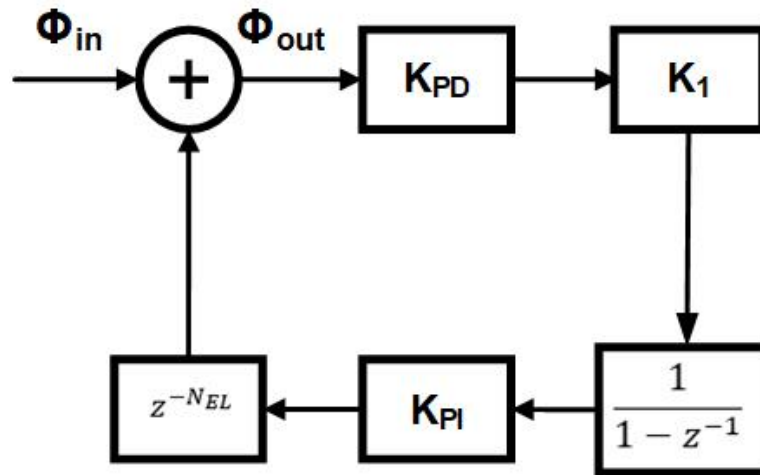 Φin
Φout
+
KPD
K1
1
1 − z−1
KPI
z−NEL